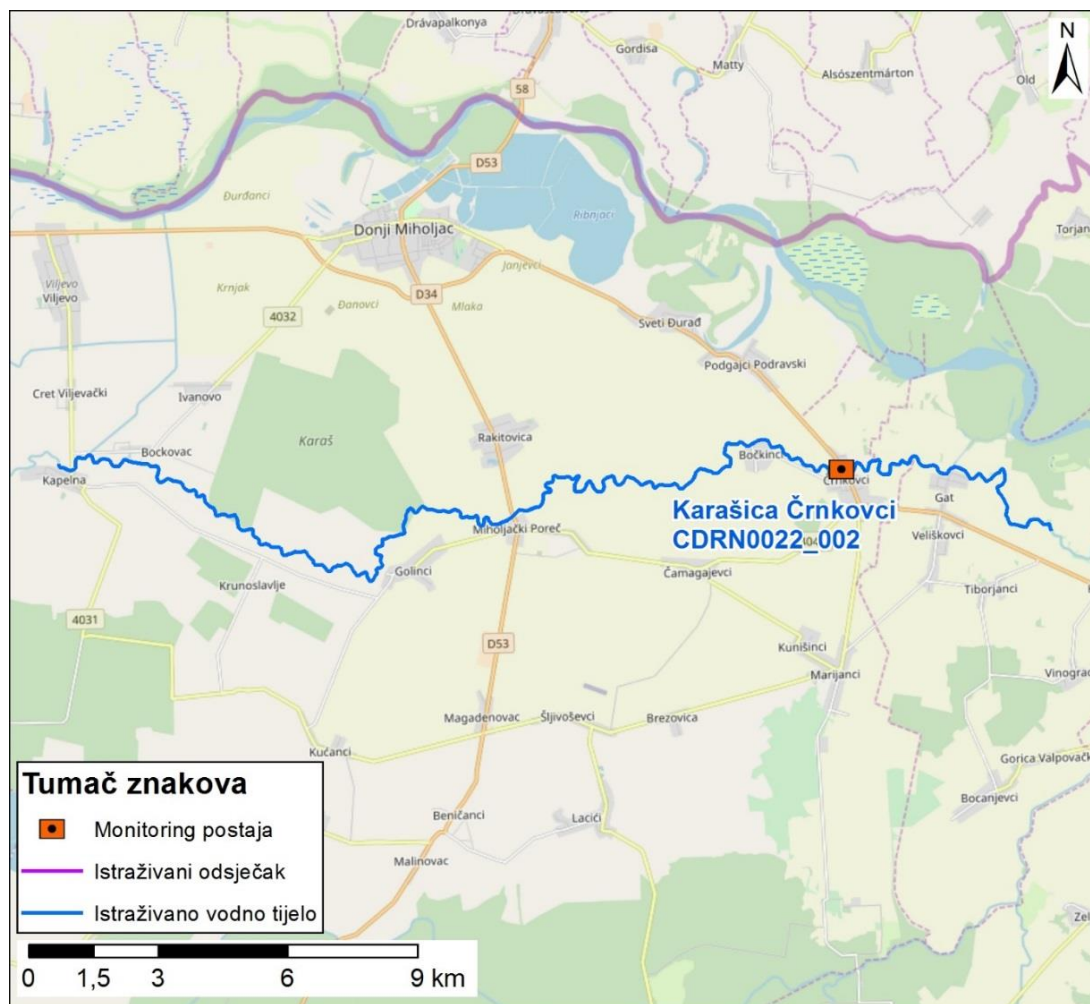 Drávapalkonya
Gordisa
Matty
Alsószentmárton
Old
N
58
Đurđanci
D53
Ribnjaci
Donji Miholjac
Torjan
Viljevo
Viljevo
Krnjak
Janjevci
Đanovci
D34
Mlaka
4032
Sveti Đurađ
Podgajci Podravski
Cret Viljevački
Ivanovo
Karaš
Rakitovica
Bockovac
Kapelna
Bočkinci
Črnkovci
Gat
Karašica Črnkovci
CDRN0022_002
Miholjački Poreč
Veliškovci
Golinci
Čamagajevci
Krunoslavlje
Tiborjanci
4031
D53
Kunišinci
Marijanci
Vinograd
Magadenovac
Šljivoševci
Brezovica
Kućanci
Gorica Valpovačk
Bocanjevci
Beničanci
Lacići
Malinovac
Zel
Tumač znakova
Monitoring postaja
Istraživani odsječak
Istraživano vodno tijelo
0 1,5 3 6 9 km